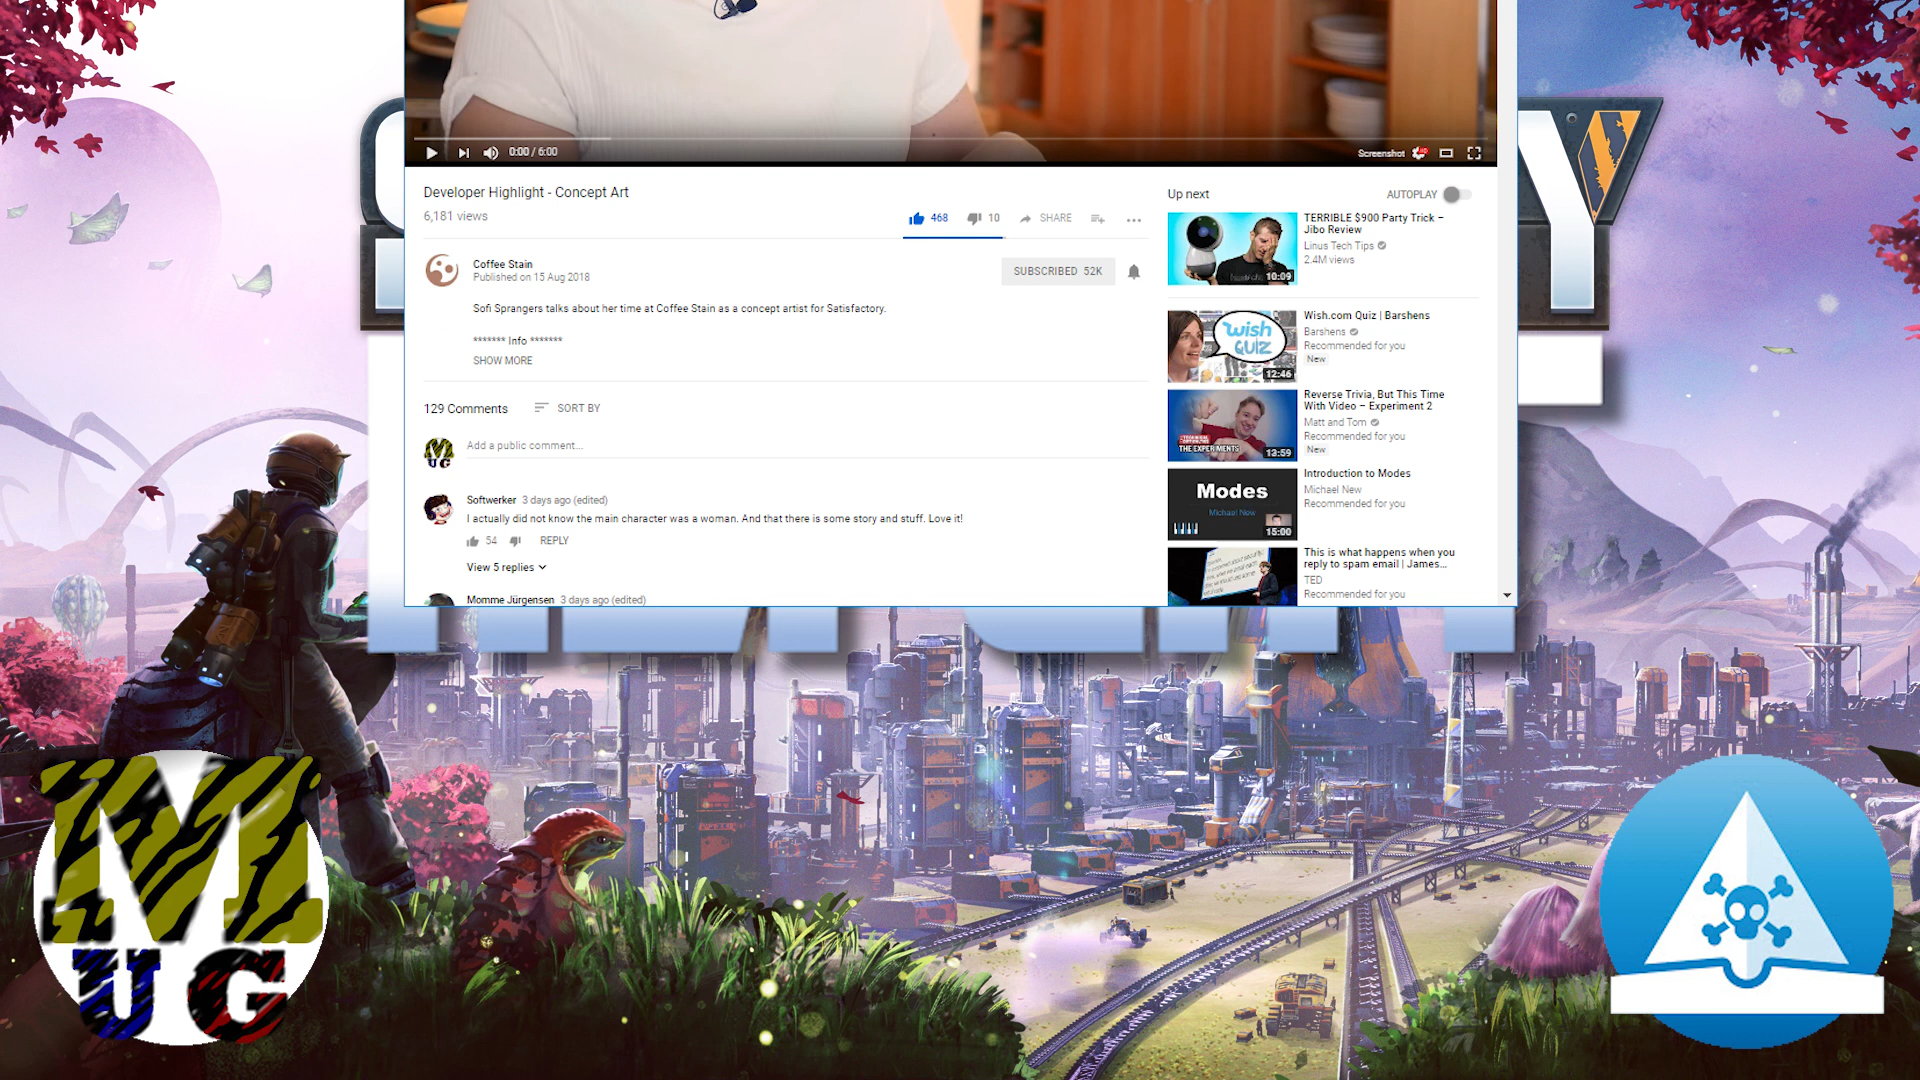 0:00 / 6:00
Screenshot
HD
Developer Highlight - Concept Art
6,181 views
468
10
SHARE
Coffee Stain
Published on 15 Aug 2018
SUBSCRIBED 52K
Sofi Sprangers talks about her time at Coffee Stain as a concept artist for Satisfactory.
******* Info *******
SHOW MORE
129 Comments
SORT BY
Add a public comment...
Softwerker 3 days ago (edited)
I actually did not know the main character was a woman. And that there is some story and stuff. Love it!
54
REPLY
View 5 replies
Momme Jürgensen 3 days ago (edited)
Up next
AUTOPLAY
10:09
TERRIBLE $900 Party Trick –
Jibo Review
Linus Tech Tips
2.4M views
wish
QUIZ
12:46
Wish.com Quiz | Barshens
Barshens
Recommended for you
New
THE EXPERIMENTS
13:59
Reverse Trivia, But This Time
With Video – Experiment 2
Matt and Tom
Recommended for you
New
Modes
Michael New
15:00
Introduction to Modes
Michael New
Recommended for you
This is what happens when you
reply to spam email | James...
TED
Recommended for you
Y
M
UG